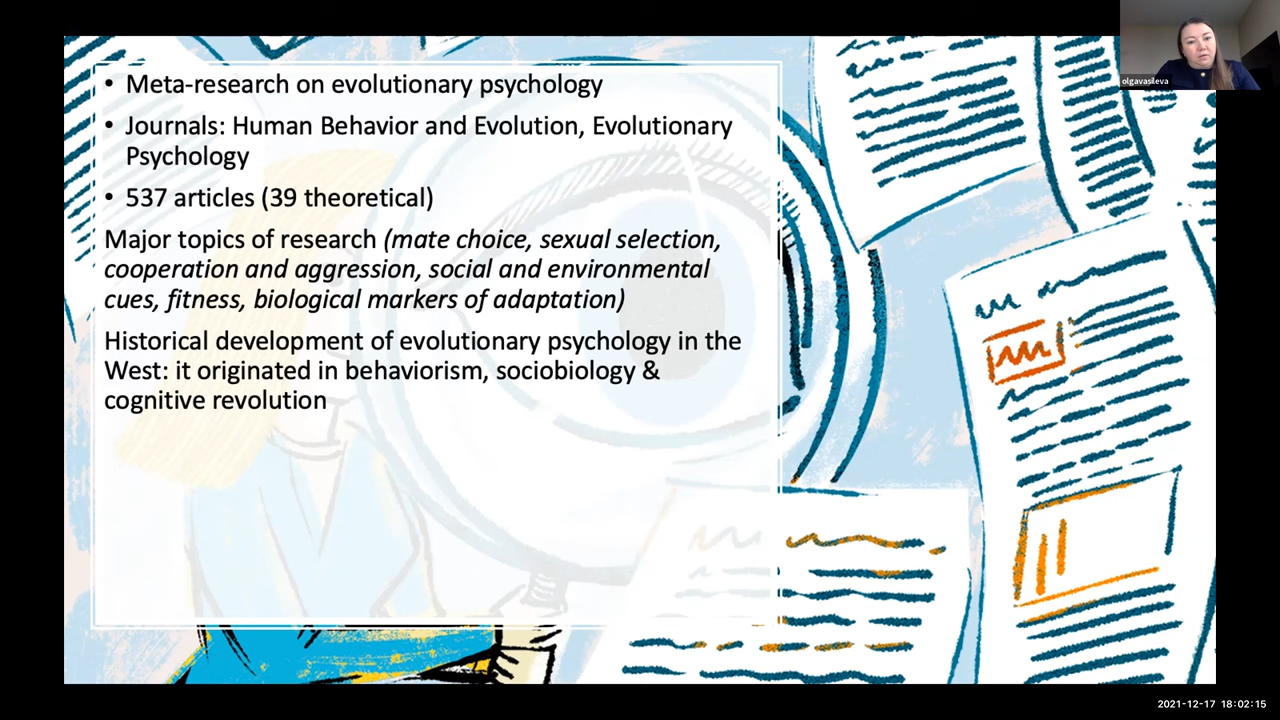 olgavasileva
• Meta-research on evolutionary psychology
• Journals: Human Behavior and Evolution, Evolutionary
Psychology
• 537 articles (39 theoretical)
Major topics of research (mate choice, sexual selection,
cooperation and aggression, social and environmental
cues, fitness, biological markers of adaptation)
Historical development of evolutionary psychology in the
West: it originated in behaviorism, sociobiology &
cognitive revolution
2021-12-17 18:02:15